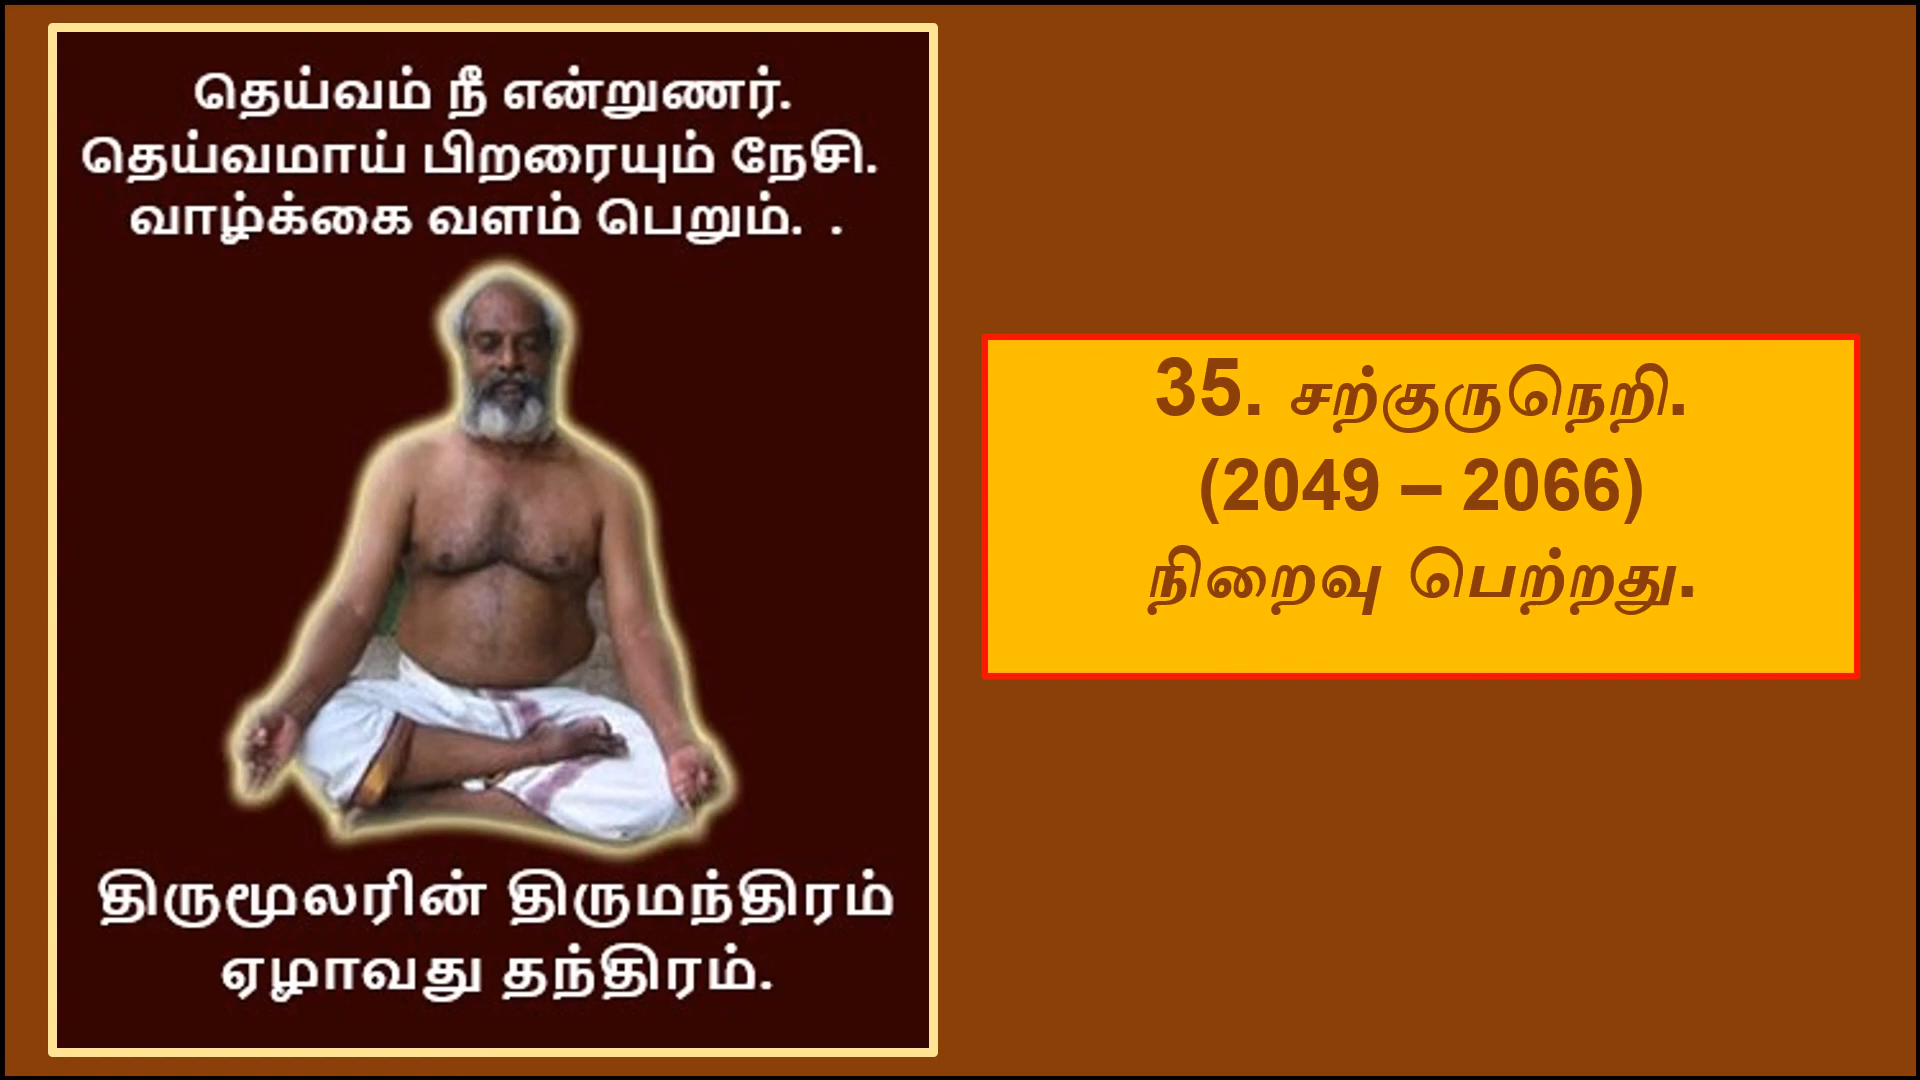 தெய்வம் நீ என்றுணர்.
தெய்வமாய் பிறரையும் நேசி.
வாழ்க்கை வளம் பெறும். .
திருமூலரின் திருமந்திரம்
ஏழாவது தந்திரம்.
35. சற்குருநெறி.
(2049 – 2066)
நிறைவு பெற்றது.